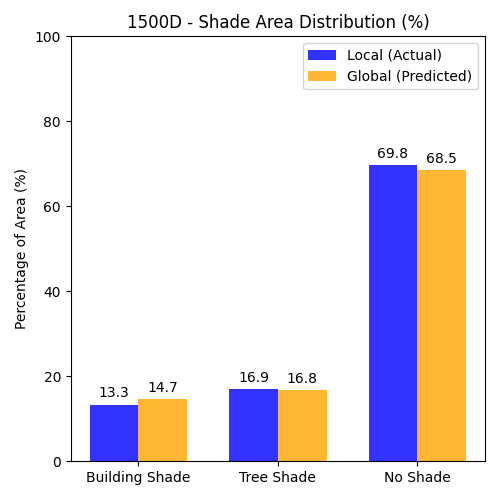 1500D - Shade Area Distribution (%)
Local (Actual)
Global (Predicted)
Percentage of Area (%)
100
80
60
40
20
0
13.3
14.7
16.9
16.8
69.8
68.5
Building Shade
Tree Shade
No Shade